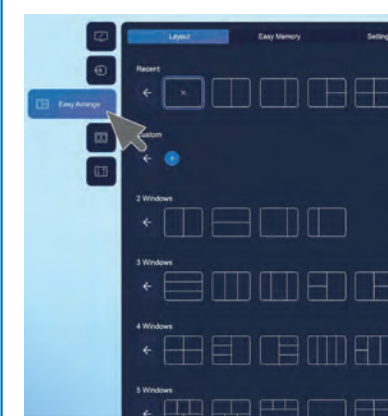 Layout
Easy Memory
Setting
Recent
Easy Arrange
Custom
2 Windows
3 Windows
4 Windows
5 Windows